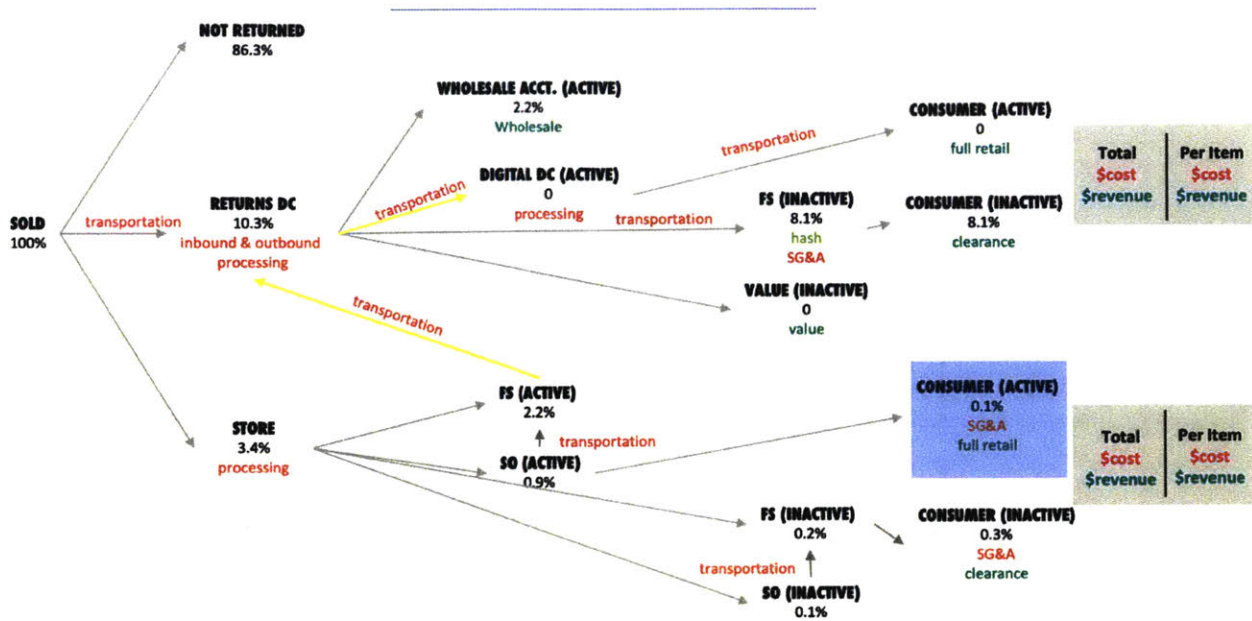 NOT RETURNED
86.3%
WHOLESALE ACCT. (ACTIVE)
2.2%
Wholesale
CONSUMER (ACTIVE)
0
full retail
transportation
DIGITAL DC (ACTIVE)
0
processing
transportation
Total
$cost
$revenue
Per Item
$cost
$revenue
SOLD
100%
transportation
RETURNS DC
10.3%
inbound & outbound
processing
transportation
FS (INACTIVE)
8.1%
hash
SG&A
CONSUMER (INACTIVE)
8.1%
clearance
VALUE (INACTIVE)
0
value
transportation
FS (ACTIVE)
2.2%
STORE
3.4%
processing
transportation
SO (ACTIVE)
0.9%
CONSUMER (ACTIVE)
0.1%
SG&A
full retail
Total
$cost
$revenue
Per Item
$cost
$revenue
FS (INACTIVE)
0.2%
CONSUMER (INACTIVE)
0.3%
SG&A
clearance
transportation
SO (INACTIVE)
0.1%